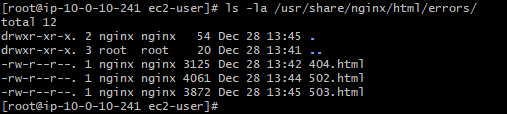 [root@ip-10-0-10-241 ec2-user]# ls -la /usr/share/nginx/html/errors/
total 12
drwxr-xr-x. 2 nginx nginx   54 Dec 28 13:45 .
drwxr-xr-x. 3 root  root    20 Dec 28 13:41 ..
-rw-r--r--. 1 nginx nginx 3125 Dec 28 13:42 404.html
-rw-r--r--. 1 nginx nginx 4061 Dec 28 13:44 502.html
-rw-r--r--. 1 nginx nginx 3872 Dec 28 13:45 503.html
[root@ip-10-0-10-241 ec2-user]#